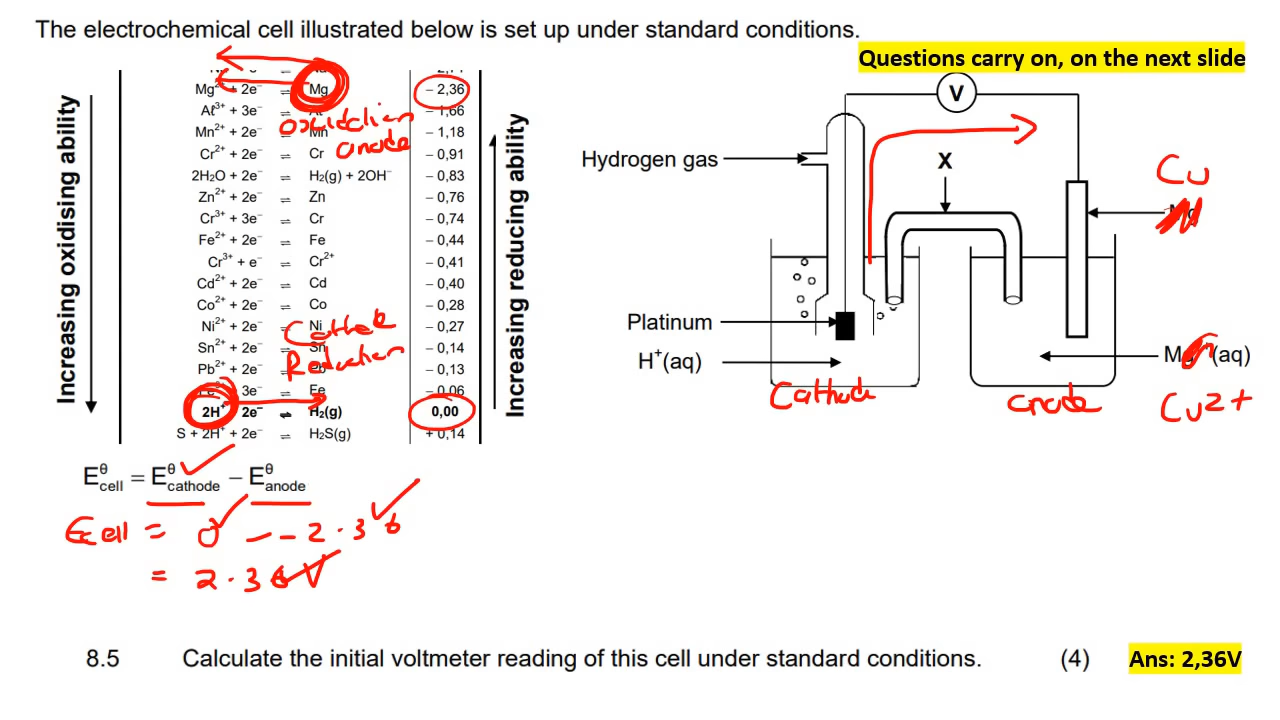 The electrochemical cell illustrated below is set up under standard conditions.
Questions carry on, on the next slide
Increasing oxidising ability
Mg²⁺ + 2e⁻ ⇌ Mg – 2,36
Aℓ³⁺ + 3e⁻ ⇌ – 1,66
Mn²⁺ + 2e⁻ ⇌ Mn – 1,18
Cr²⁺ + 2e⁻ ⇌ Cr – 0,91
2H₂O + 2e⁻ ⇌ H₂(g) + 2OH⁻ – 0,83
Zn²⁺ + 2e⁻ ⇌ Zn – 0,76
Cr³⁺ + 3e⁻ ⇌ Cr – 0,74
Fe²⁺ + 2e⁻ ⇌ Fe – 0,44
Cr³⁺ + e⁻ ⇌ Cr²⁺ – 0,41
Cd²⁺ + 2e⁻ ⇌ Cd – 0,40
Co²⁺ + 2e⁻ ⇌ Co – 0,28
Ni²⁺ + 2e⁻ ⇌ Ni – 0,27
Sn²⁺ + 2e⁻ ⇌ Sn – 0,14
Pb²⁺ + 2e⁻ ⇌ Pb – 0,13
3e⁻ ⇌ Fe – 0,06
2H⁺ 2e⁻ ⇌ H₂(g) 0,00
S + 2H⁺ + 2e⁻ ⇌ H₂S(g) + 0,14
Increasing reducing ability
oxidation
anode
Reduction
V
Hydrogen gas
X
Cu
Platinum
H⁺(aq)
(aq)
Cathode
anode
Cu2+
E^θ cell = E^θ cathode – E^θ anode
Ecell = 0 – – 2.36
= 2.36V
8.5 Calculate the initial voltmeter reading of this cell under standard conditions. (4)
Ans: 2,36V